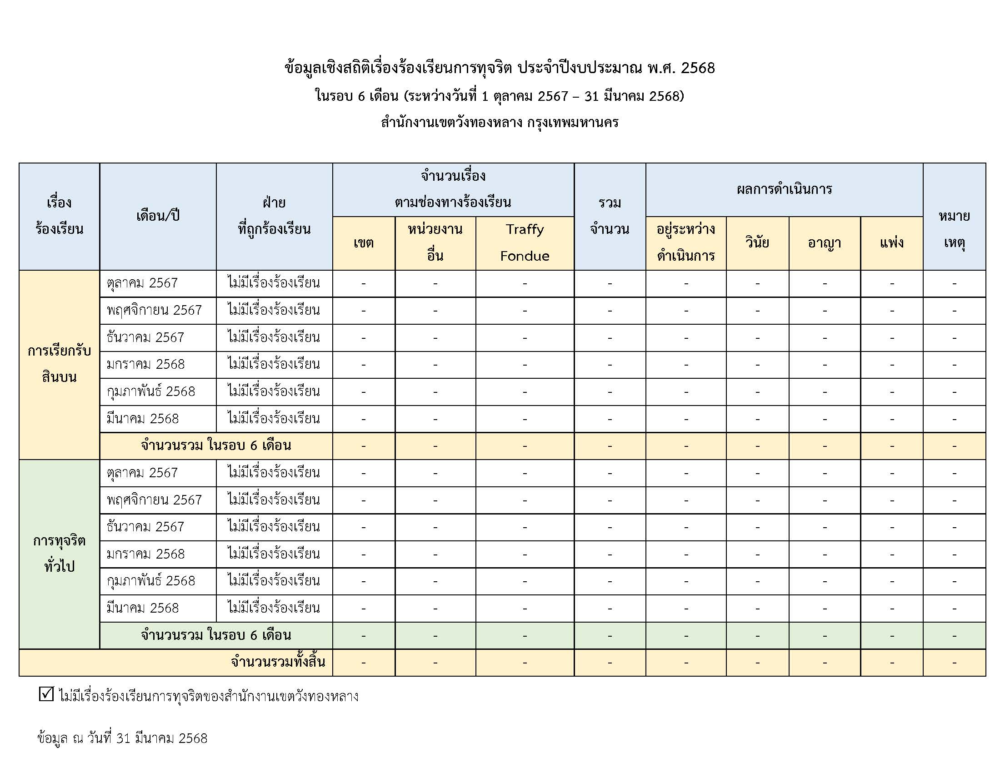 ข้อมูลเชิงสถิติเรื่องร้องเรียนการทุจริต ประจำปีงบประมาณ พ.ศ. 2568
ในรอบ 6 เดือน (ระหว่างวันที่ 1 ตุลาคม 2567 – 31 มีนาคม 2568)
สำนักงานเขตวังทองหลาง กรุงเทพมหานคร
เรื่อง
ร้องเรียน
เดือน/ปี
ฝ่าย
ที่ถูกร้องเรียน
จำนวนเรื่อง
ตามช่องทางร้องเรียน
เขต
หน่วยงาน
อื่น
Traffy
Fondue
รวม
จำนวน
ผลการดำเนินการ
อยู่ระหว่าง
ดำเนินการ
วินัย
อาญา
แพ่ง
หมาย
เหตุ
การเรียกรับ
สินบน
ตุลาคม 2567 ไม่มีเรื่องร้องเรียน - - - - - - - - -
พฤศจิกายน 2567 ไม่มีเรื่องร้องเรียน - - - - - - - - -
ธันวาคม 2567 ไม่มีเรื่องร้องเรียน - - - - - - - - -
มกราคม 2568 ไม่มีเรื่องร้องเรียน - - - - - - - - -
กุมภาพันธ์ 2568 ไม่มีเรื่องร้องเรียน - - - - - - - - -
มีนาคม 2568 ไม่มีเรื่องร้องเรียน - - - - - - - - -
จำนวนรวม ในรอบ 6 เดือน - - - - - - - - -
การทุจริต
ทั่วไป
ตุลาคม 2567 ไม่มีเรื่องร้องเรียน - - - - - - - - -
พฤศจิกายน 2567 ไม่มีเรื่องร้องเรียน - - - - - - - - -
ธันวาคม 2567 ไม่มีเรื่องร้องเรียน - - - - - - - - -
มกราคม 2568 ไม่มีเรื่องร้องเรียน - - - - - - - - -
กุมภาพันธ์ 2568 ไม่มีเรื่องร้องเรียน - - - - - - - - -
มีนาคม 2568 ไม่มีเรื่องร้องเรียน - - - - - - - - -
จำนวนรวม ในรอบ 6 เดือน - - - - - - - - -
จำนวนรวมทั้งสิ้น - - - - - - - - -
☑ ไม่มีเรื่องร้องเรียนการทุจริตของสำนักงานเขตวังทองหลาง
ข้อมูล ณ วันที่ 31 มีนาคม 2568